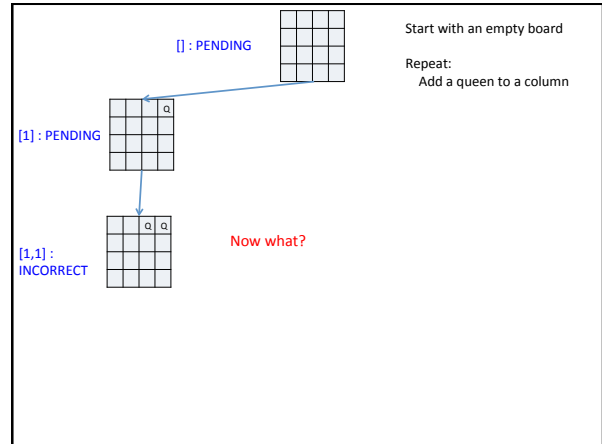 [] : PENDING
Start with an empty board
Repeat:
Add a queen to a column
Q
[1] : PENDING
Q Q
[1,1] :
INCORRECT
Now what?